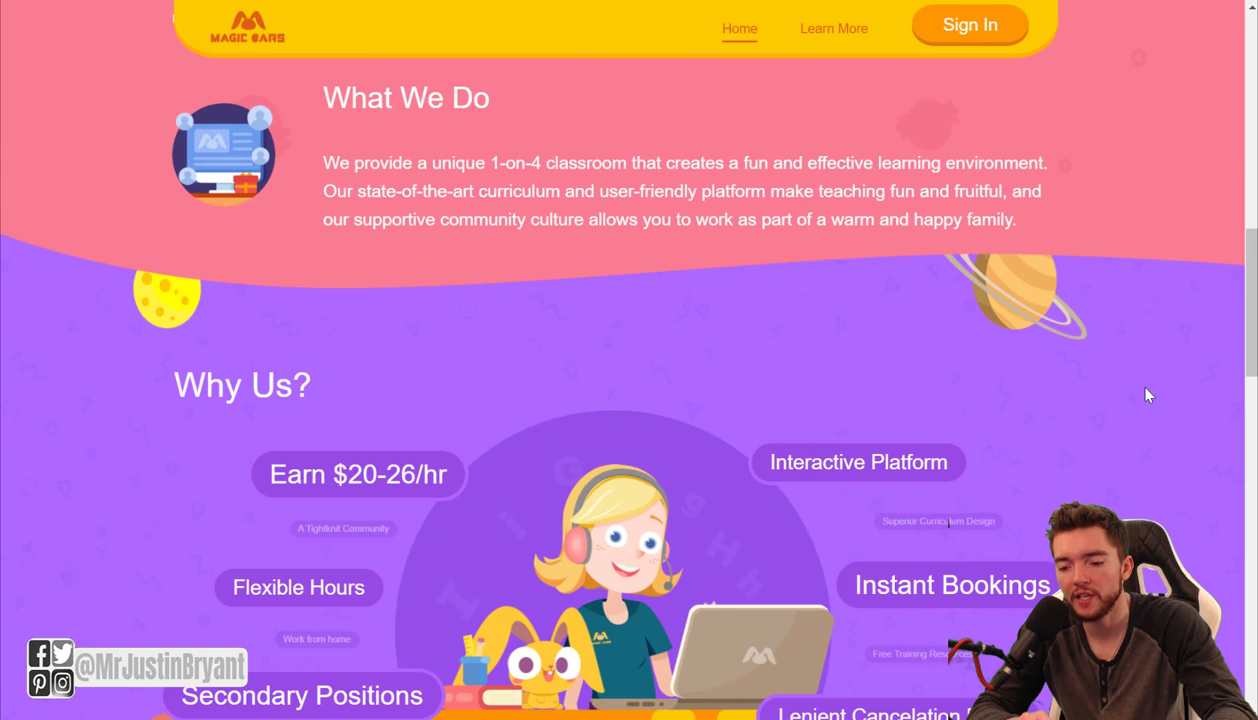 MAGIC EARS
Home
Learn More
Sign In
What We Do
We provide a unique 1-on-4 classroom that creates a fun and effective learning environment.
Our state-of-the-art curriculum and user-friendly platform make teaching fun and fruitful, and
our supportive community culture allows you to work as part of a warm and happy family.
Why Us?
Earn $20-26/hr
Interactive Platform
A Tightknit Community
Superior Curriculum Design
Flexible Hours
Instant Bookings
Work from home
Free Training
Secondary Positions
Lenient Cancelation
@MrJustinBryant